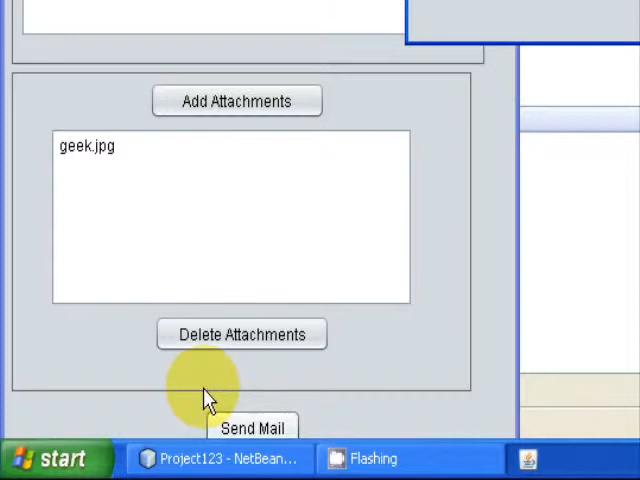 Add Attachments
geek.jpg
Delete Attachments
Send Mail
start
Project123 - NetBean...
Flashing